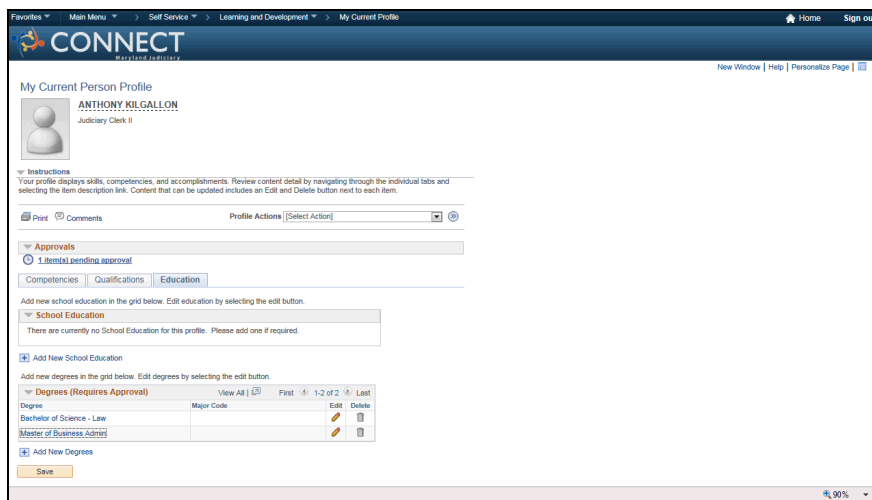 Favorites Main Menu > Self Service > Learning and Development > My Current Profile Home Sign ou
CONNECT
Maryland Judiciary
New Window | Help | Personalize Page |
My Current Person Profile
ANTHONY KILGALLON
Judiciary Clerk II
Instructions
Your profile displays skills, competencies, and accomplishments. Review content detail by navigating through the individual tabs and
selecting the item description link. Content that can be updated includes an Edit and Delete button next to each item.
Print Comments Profile Actions [Select Action]
Approvals
1 item(s) pending approval
Competencies Qualifications Education
Add new school education in the grid below. Edit education by selecting the edit button.
School Education
There are currently no School Education for this profile. Please add one if required.
Add New School Education
Add new degrees in the grid below. Edit degrees by selecting the edit button.
Degrees (Requires Approval) View All | First 1-2 of 2 Last
Degree Major Code Edit Delete
Bachelor of Science - Law
Master of Business Admin
Add New Degrees
Save
90%